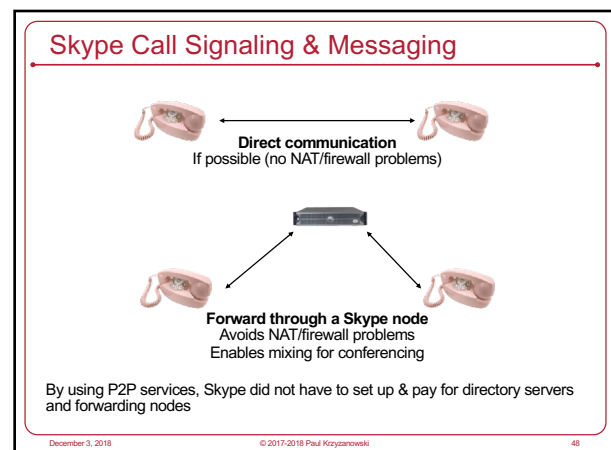 Skype Call Signaling & Messaging
Direct communication
If possible (no NAT/firewall problems)
Forward through a Skype node
Avoids NAT/firewall problems
Enables mixing for conferencing
By using P2P services, Skype did not have to set up & pay for directory servers
and forwarding nodes
December 3, 2018
© 2017-2018 Paul Krzyzanowski
48